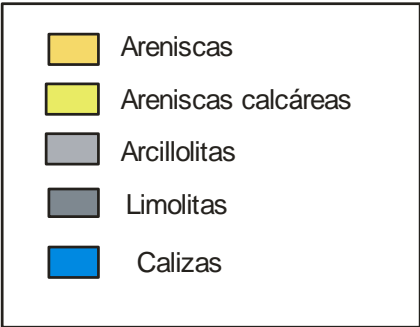 Areniscas
Areniscas calcáreas
Arcillolitas
Limolitas
Calizas